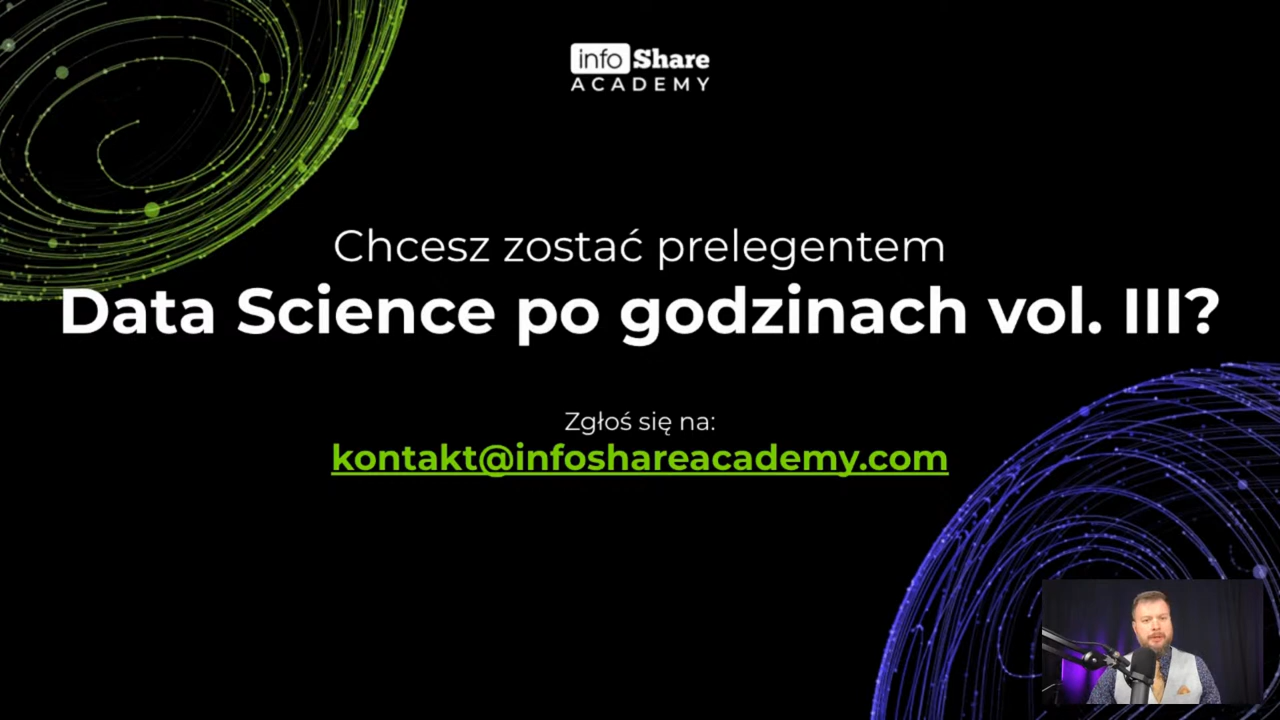 info Share
ACADEMY
Chcesz zostać prelegentem
Data Science po godzinach vol. III?
Zgłoś się na:
kontakt@infoshareacademy.com